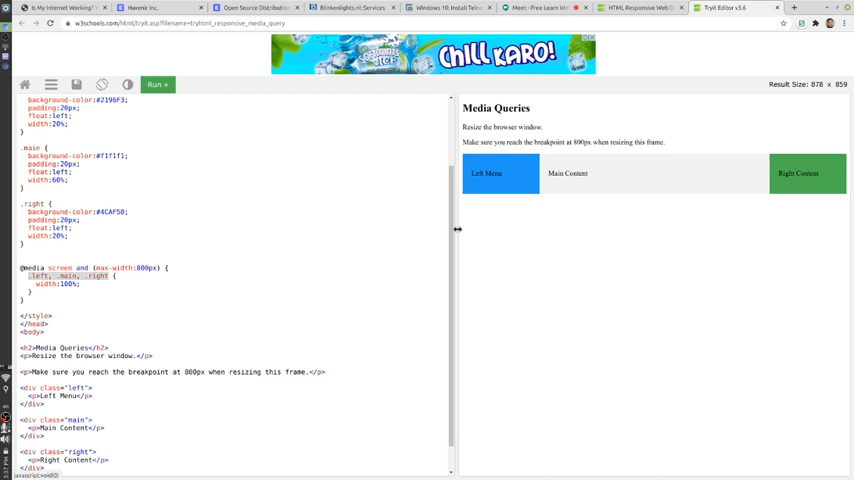 Is My Internet Working?
Havenir Inc.
Open Source Distribution
Blinkenlights.nl:Services
Windows 10: Install Telne
Meet - Free Learn We
HTML Responsive Web D
Tryit Editor v3.6
w3schools.com/html/tryit.asp?filename=tryhtml_responsive_media_query
CHILL KARO!
Run »
Result Size: 878 x 859
background-color:#2196F3;
padding:20px;
float:left;
width:20%;
}
.main {
background-color:#f1f1f1;
padding:20px;
float:left;
width:60%;
}
.right {
background-color:#4CAF50;
padding:20px;
float:left;
width:20%;
}
@media screen and (max-width:800px) {
.left, .main, .right {
width:100%;
}
}
</style>
</head>
<body>
<h2>Media Queries</h2>
<p>Resize the browser window.</p>
<p>Make sure you reach the breakpoint at 800px when resizing this frame.</p>
<div class="left">
<p>Left Menu</p>
</div>
<div class="main">
<p>Main Content</p>
</div>
<div class="right">
<p>Right Content</p>
</div>
Media Queries
Resize the browser window.
Make sure you reach the breakpoint at 800px when resizing this frame.
Left Menu
Main Content
Right Content
3:37 PM
javascript:void(0)